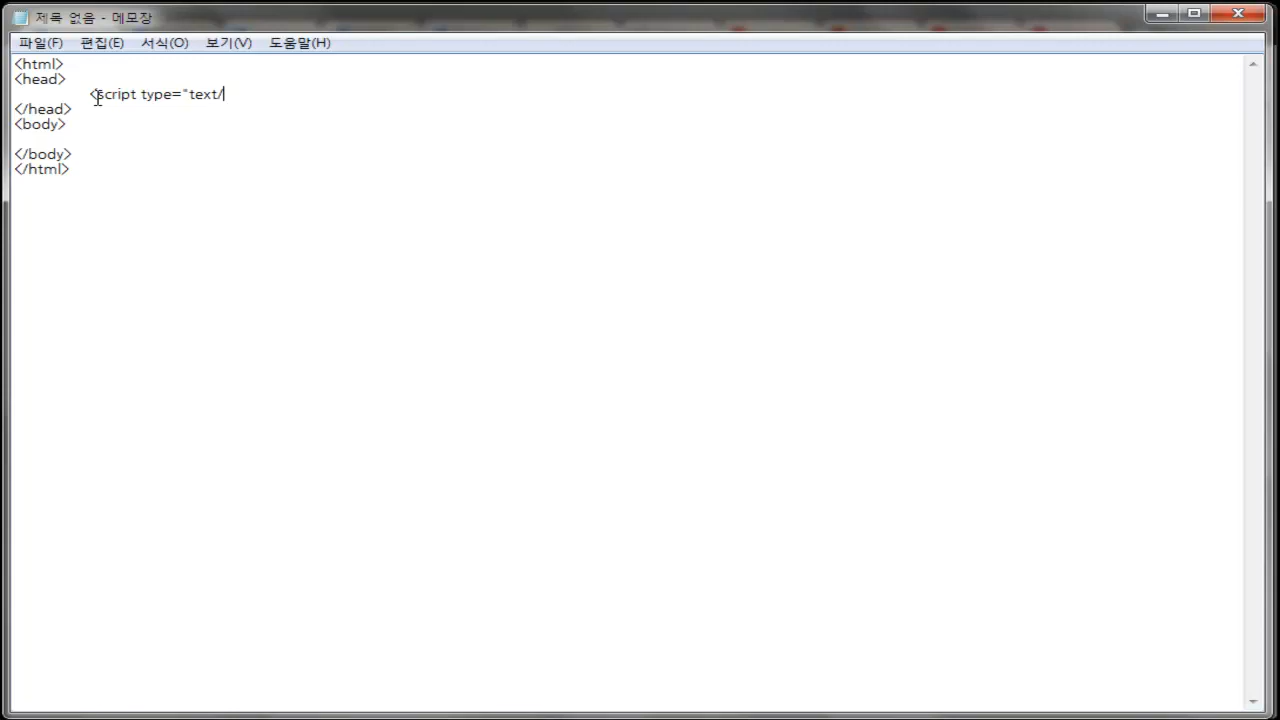 제목 없음 - 메모장
파일(F) 편집(E) 서식(O) 보기(V) 도움말(H)
<html>
<head>
<script type="text/
</head>
<body>
</body>
</html>